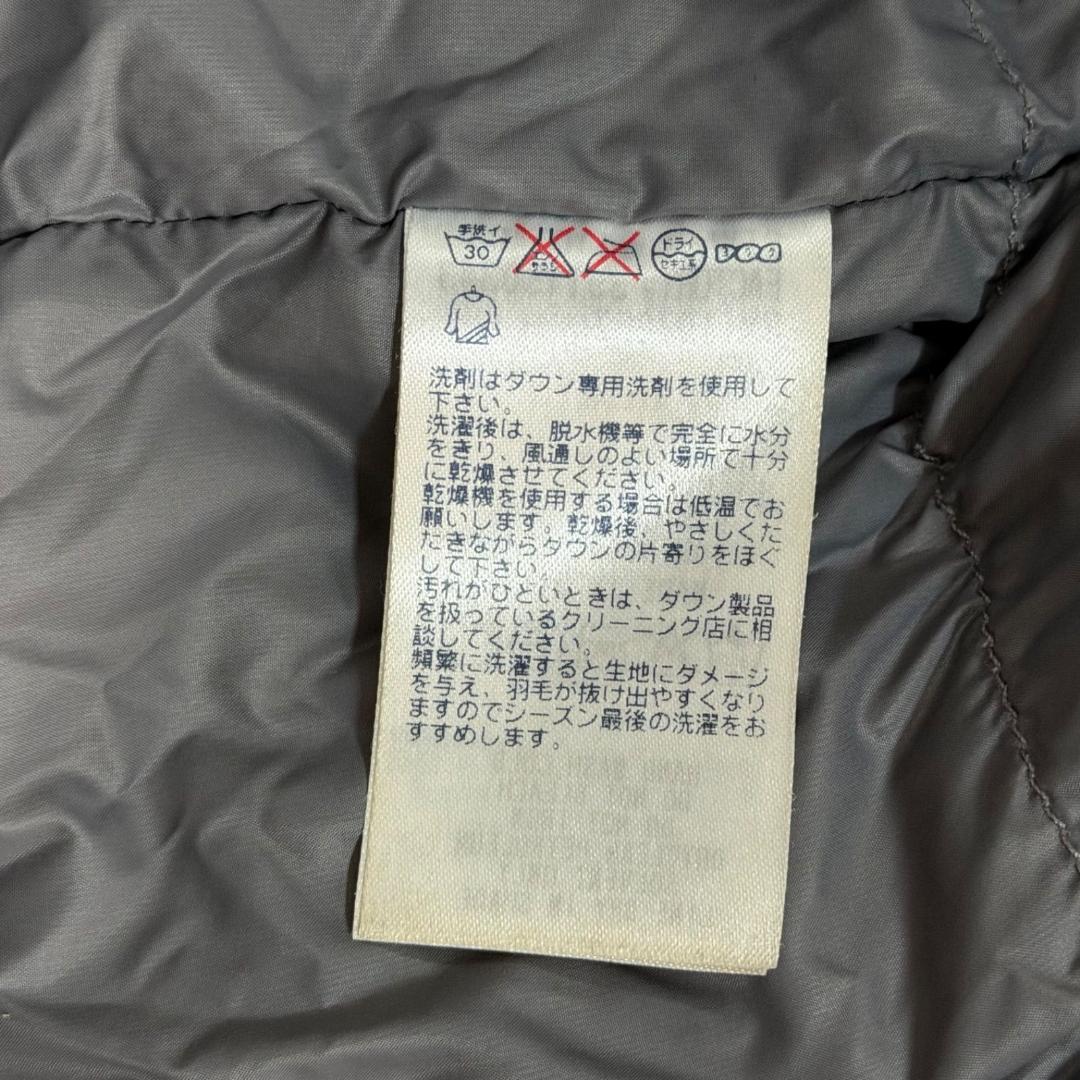 手洗イ
30
サラシ
ドライ
セキユ系
洗剤はダウン専用洗剤を使用して
下さい。
洗濯後は、脱水機等で完全に水分
をきり、風通しのよい場所で十分
に乾燥させてください。
乾燥機を使用する場合は低温でお
願いします。乾燥後、やさしくた
たきながらダウンの片寄りをほぐ
して下さい。
汚れがひどいときは、ダウン製品
を扱っているクリーニング店に相
談してください。
頻繁に洗濯すると生地にダメージ
を与え、羽毛が抜け出やすくなり
ますのでシーズン最後の洗濯をお
すすめします。